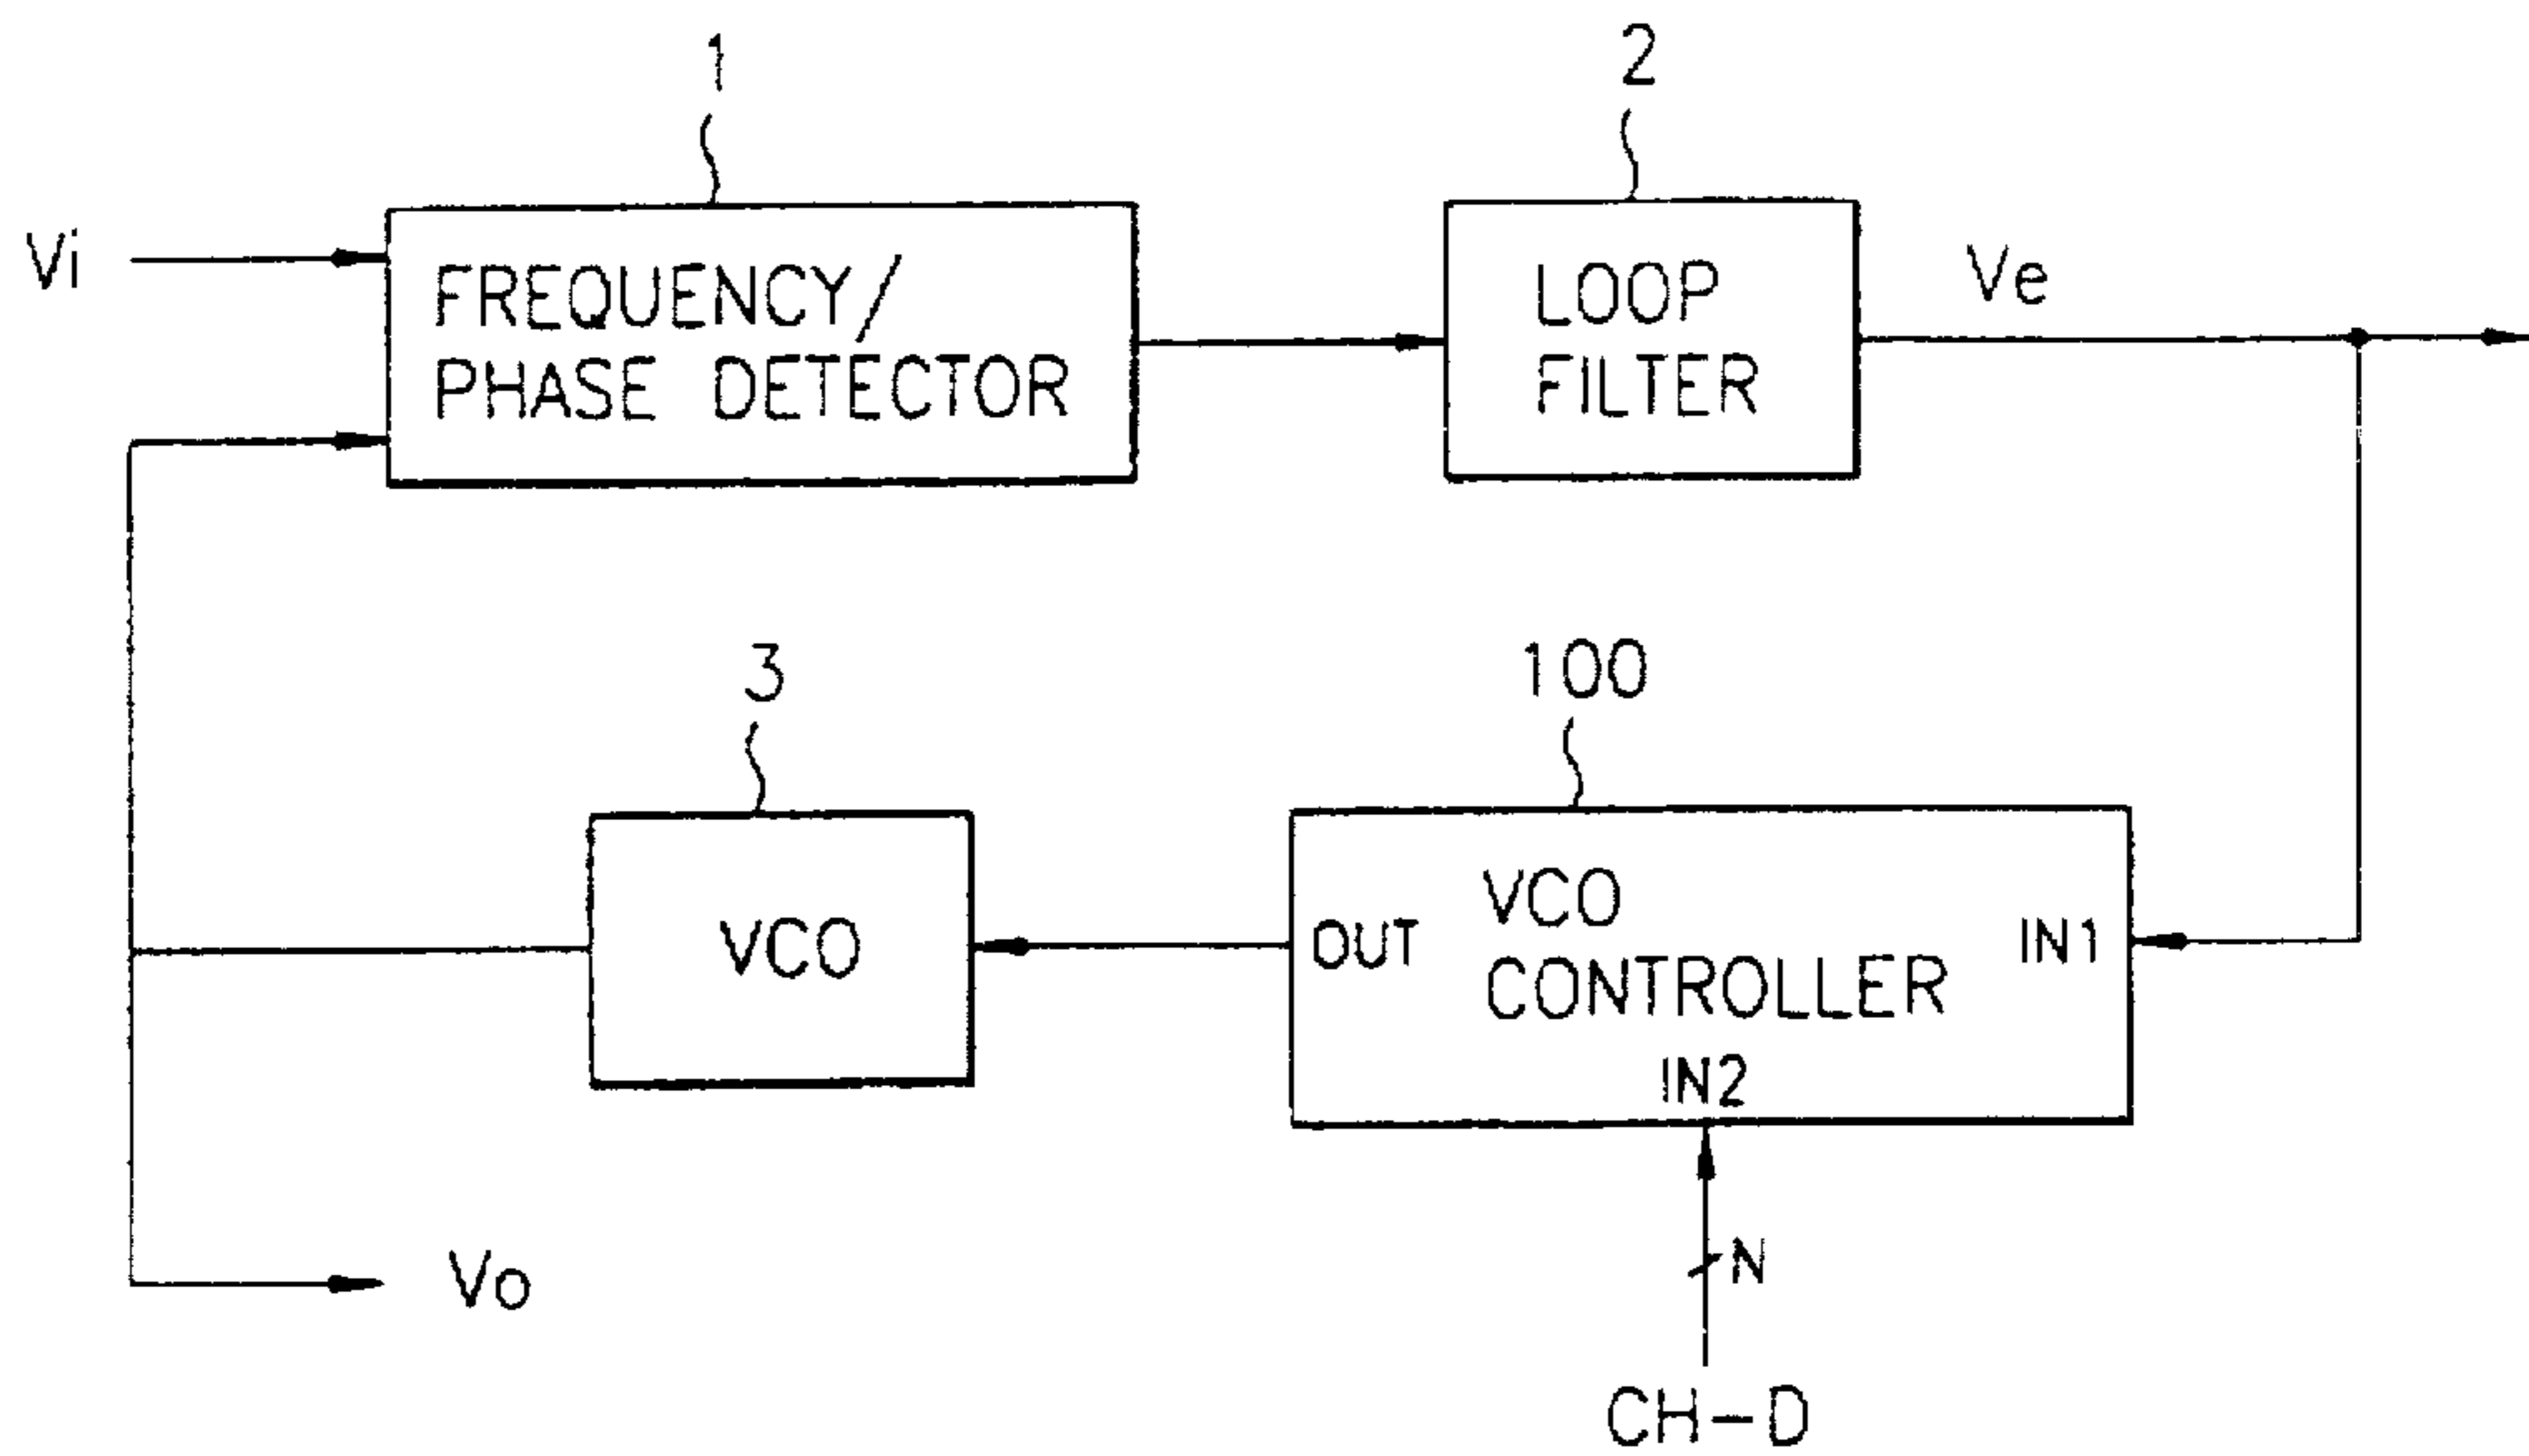 1
2
Vi
FREQUENCY/
PHASE DETECTOR
LOOP
FILTER
Ve
3
100
VCO
OUT
VCO
CONTROLLER
IN1
IN2
Vo
N
CH-D